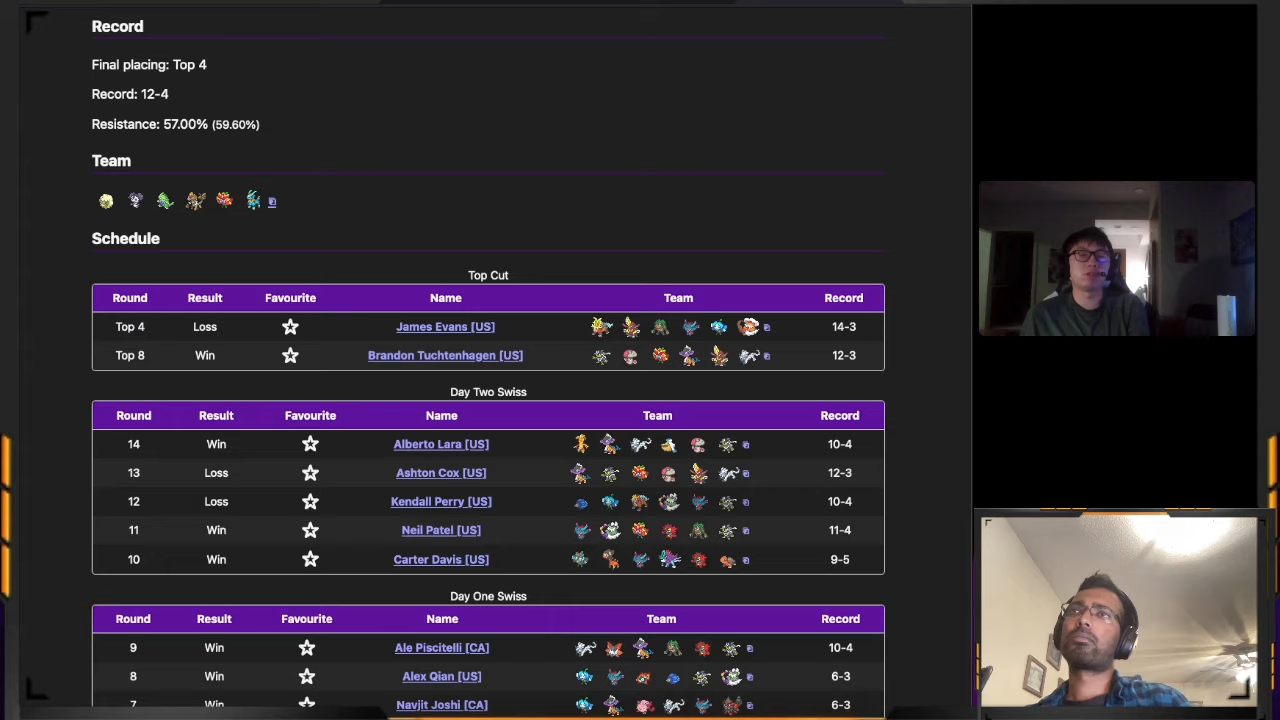 Record
Final placing: Top 4
Record: 12-4
Resistance: 57.00% (59.60%)
Team
Schedule
Top Cut
Round Result Favourite Name Team Record
Top 4 Loss James Evans [US] 14-3
Top 8 Win Brandon Tuchtenhagen [US] 12-3
Day Two Swiss
Round Result Favourite Name Team Record
14 Win Alberto Lara [US] 10-4
13 Loss Ashton Cox [US] 12-3
12 Loss Kendall Perry [US] 10-4
11 Win Neil Patel [US] 11-4
10 Win Carter Davis [US] 9-5
Day One Swiss
Round Result Favourite Name Team Record
9 Win Ale Piscitelli [CA] 10-4
8 Win Alex Qian [US] 6-3
7 Win Navjit Joshi [CA] 6-3